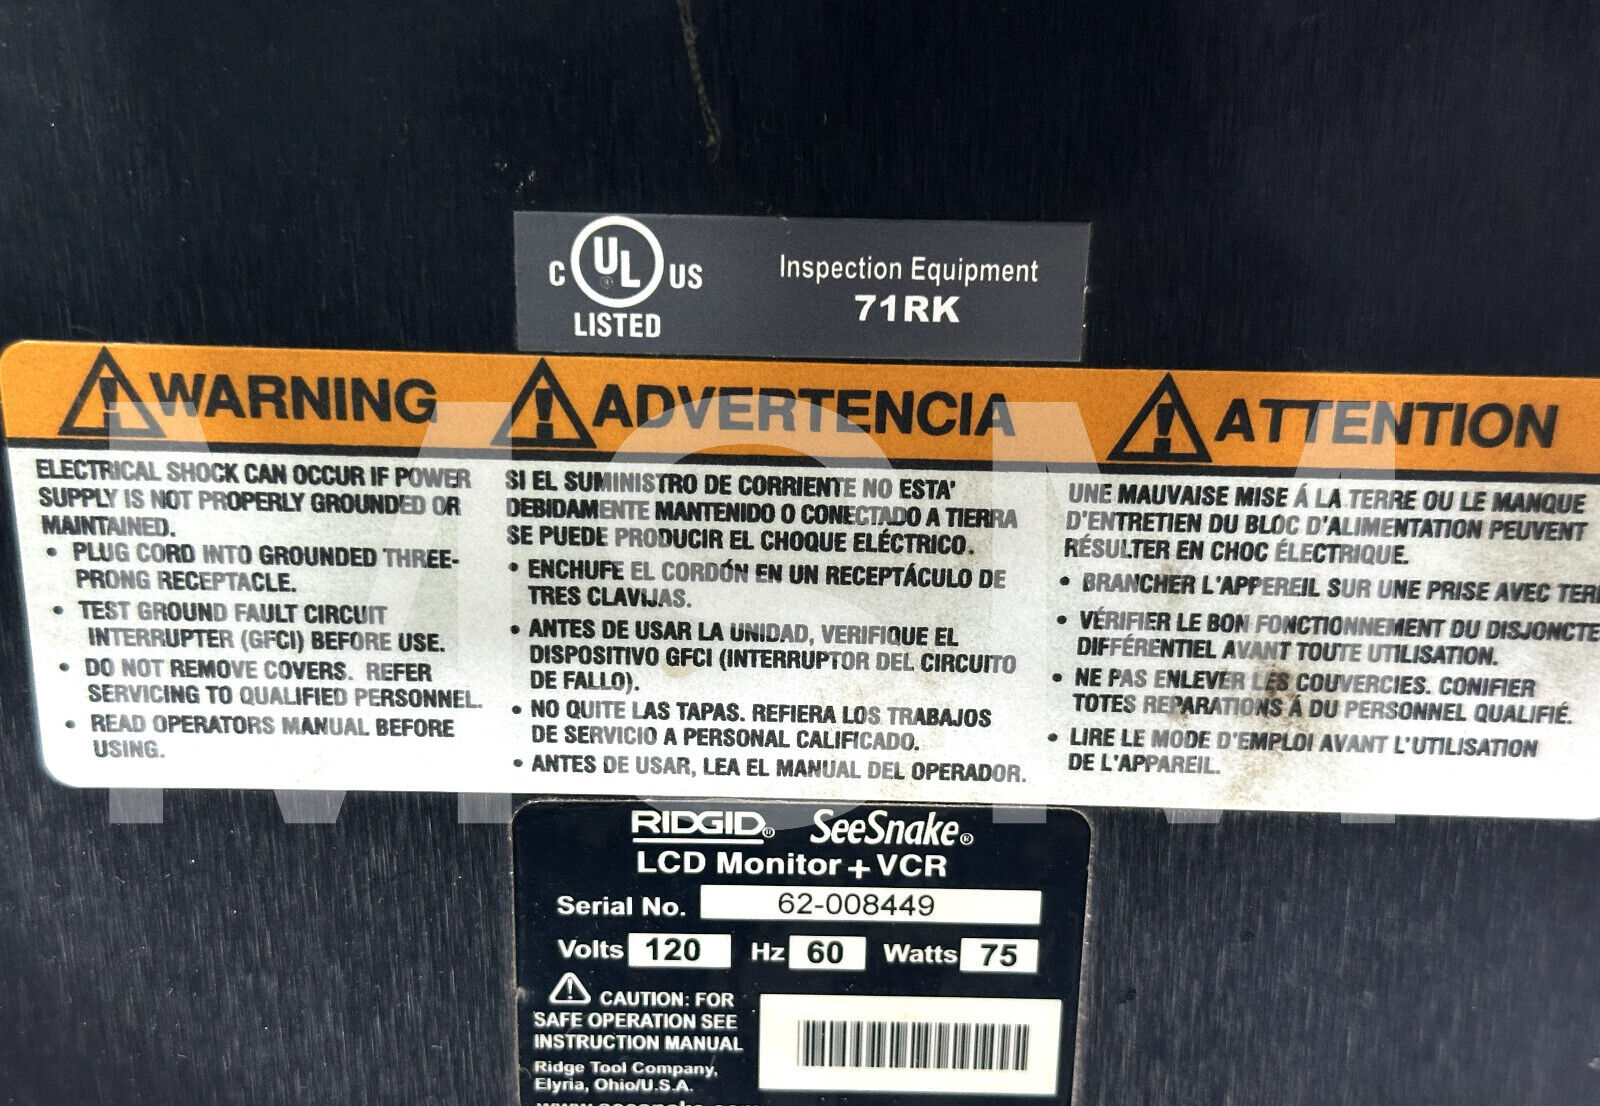 C UL US
LISTED
Inspection Equipment
71RK
WARNING
ELECTRICAL SHOCK CAN OCCUR IF POWER
SUPPLY IS NOT PROPERLY GROUNDED OR
MAINTAINED.
• PLUG CORD INTO GROUNDED THREE-
PRONG RECEPTACLE.
• TEST GROUND FAULT CIRCUIT
INTERRUPTER (GFCI) BEFORE USE.
• DO NOT REMOVE COVERS. REFER
SERVICING TO QUALIFIED PERSONNEL.
• READ OPERATORS MANUAL BEFORE
USING.
ADVERTENCIA
SI EL SUMINISTRO DE CORRIENTE NO ESTA'
DEBIDAMENTE MANTENIDO O CONECTADO A TIERRA
SE PUEDE PRODUCIR EL CHOQUE ELÉCTRICO.
• ENCHUFE EL CORDÓN EN UN RECEPTÁCULO DE
TRES CLAVIJAS.
• ANTES DE USAR LA UNIDAD, VERIFIQUE EL
DISPOSITIVO GFCI (INTERRUPTOR DEL CIRCUITO
DE FALLO).
• NO QUITE LAS TAPAS. REFIERA LOS TRABAJOS
DE SERVICIO A PERSONAL CALIFICADO.
• ANTES DE USAR, LEA EL MANUAL DEL OPERADOR.
ATTENTION
UNE MAUVAISE MISE Á LA TERRE OU LE MANQUE
D'ENTRETIEN DU BLOC D'ALIMENTATION PEUVENT
RÉSULTER EN CHOC ÉLECTRIQUE.
• BRANCHER L'APPEREIL SUR UNE PRISE AVEC TER
• VÉRIFIER LE BON FONCTIONNEMENT DU DISJONCTE
DIFFÉRENTIEL AVANT TOUTE UTILISATION.
• NE PAS ENLEVER LES COUVERCIES. CONIFIER
TOTES REPARATIONS Á DU PERSONNEL QUALIFIÉ.
• LIRE LE MODE D'EMPLOI AVANT L'UTILISATION
DE L'APPAREIL.
MSM
RIDGID® SeeSnake®
LCD Monitor + VCR
Serial No. 62-008449
Volts 120 Hz 60 Watts 75
CAUTION: FOR
SAFE OPERATION SEE
INSTRUCTION MANUAL
Ridge Tool Company,
Elyria, Ohio/U.S.A.
www.seesnake.com